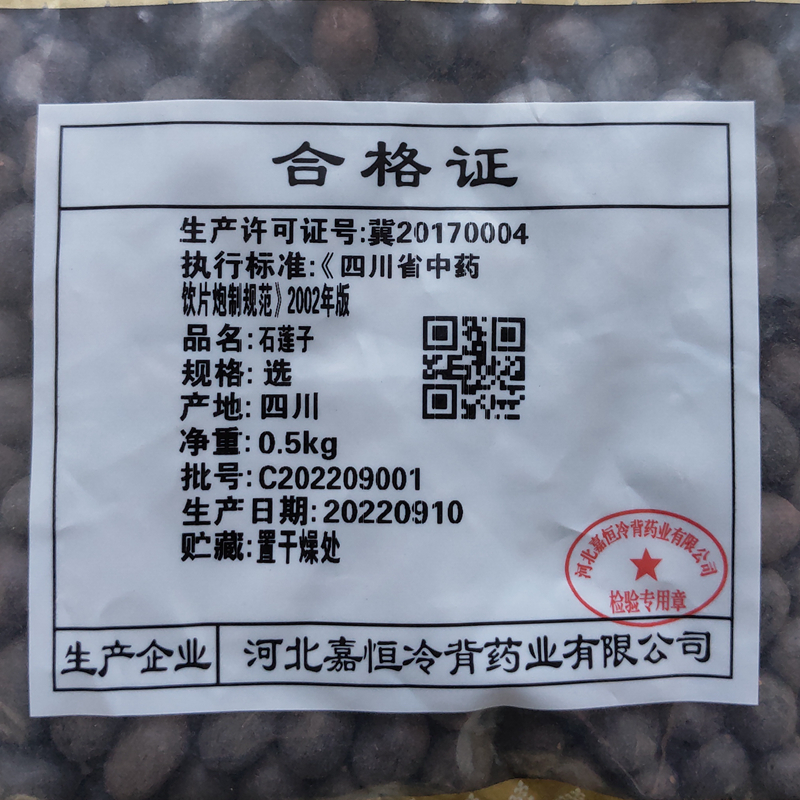 合格证
生产许可证号:冀20170004
执行标准:《四川省中药
饮片炮制规范》2002年版
品名:石莲子
规格:选
产地:四川
净重:0.5kg
批号:C202209001
生产日期:20220910
贮藏:置干燥处
河北嘉恒冷背药业有限公司
检验专用章
生产企业 河北嘉恒冷背药业有限公司